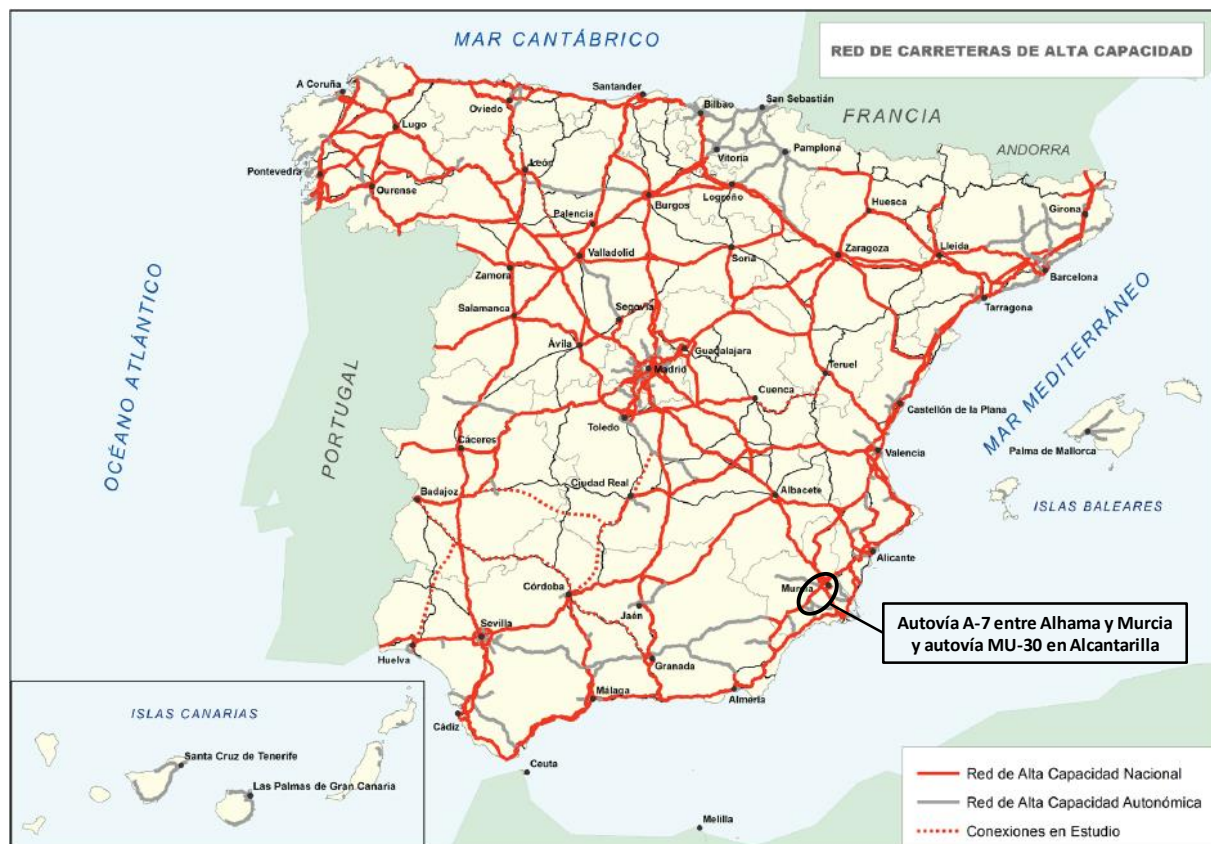 MAR CANTÁBRICO
RED DE CARRETERAS DE ALTA CAPACIDAD
A Coruña
Santander
Oviedo
Bilbao
San Sebastián
FRANCIA
Lugo
Vitoria
Pamplona
ANDORRA
Pontevedra
León
Ourense
Logroño
Burgos
Huesca
Girona
Palencia
Valladolid
Soria
Zaragoza
Lleida
Barcelona
Zamora
Tarragona
OCÉANO ATLÁNTICO
Salamanca
Segovia
MAR MEDITERRÁNEO
Ávila
Guadalajara
Madrid
Teruel
PORTUGAL
Cuenca
Castellón de la Plana
Toledo
Cáceres
Valencia
Palma de Mallorca
Ciudad Real
Badajoz
Albacete
ISLAS BALEARES
Alicante
Córdoba
Murcia
Jaén
Sevilla
Autovía A-7 entre Alhama y Murcia
y autovía MU-30 en Alcantarilla
Huelva
Granada
Málaga
Almería
ISLAS CANARIAS
Cádiz
Santa Cruz de Tenerife
Ceuta
Las Palmas de Gran Canaria
Red de Alta Capacidad Nacional
Red de Alta Capacidad Autonómica
Melilla
Conexiones en Estudio